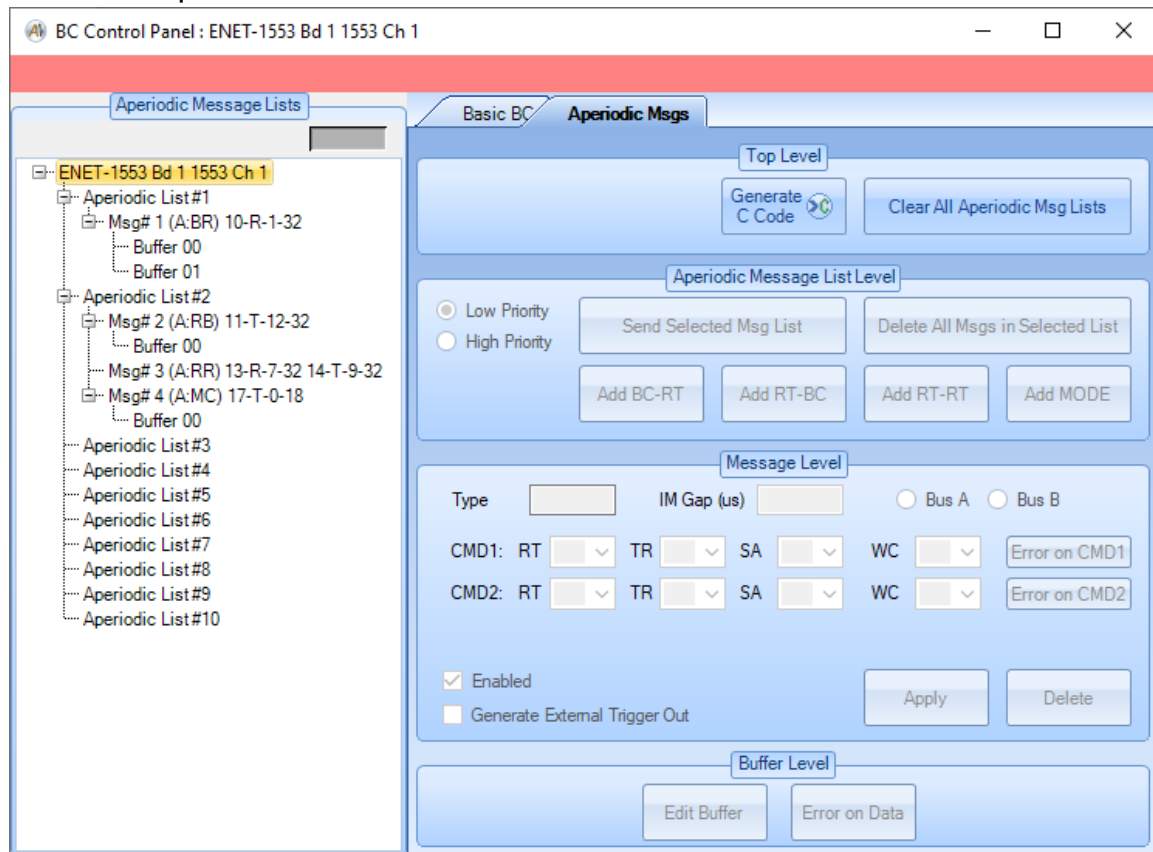 BC Control Panel : ENET-1553 Bd 1 1553 Ch 1
Aperiodic Message Lists
ENET-1553 Bd 1 1553 Ch 1
Aperiodic List#1
Msg# 1 (A:BR) 10-R-1-32
Buffer 00
Buffer 01
Aperiodic List#2
Msg# 2 (A:RB) 11-T-12-32
Buffer 00
Msg# 3 (A:RR) 13-R-7-32 14-T-9-32
Msg# 4 (A:MC) 17-T-0-18
Buffer 00
Aperiodic List#3
Aperiodic List#4
Aperiodic List#5
Aperiodic List#6
Aperiodic List#7
Aperiodic List#8
Aperiodic List#9
Aperiodic List#10
Basic BC Aperiodic Msgs
Top Level
Generate
C Code
Clear All Aperiodic Msg Lists
Aperiodic Message List Level
Low Priority
High Priority
Send Selected Msg List
Delete All Msgs in Selected List
Add BC-RT
Add RT-BC
Add RT-RT
Add MODE
Message Level
Type IM Gap (us) Bus A Bus B
CMD1: RT TR SA WC Error on CMD1
CMD2: RT TR SA WC Error on CMD2
Enabled
Generate External Trigger Out
Apply
Delete
Buffer Level
Edit Buffer
Error on Data